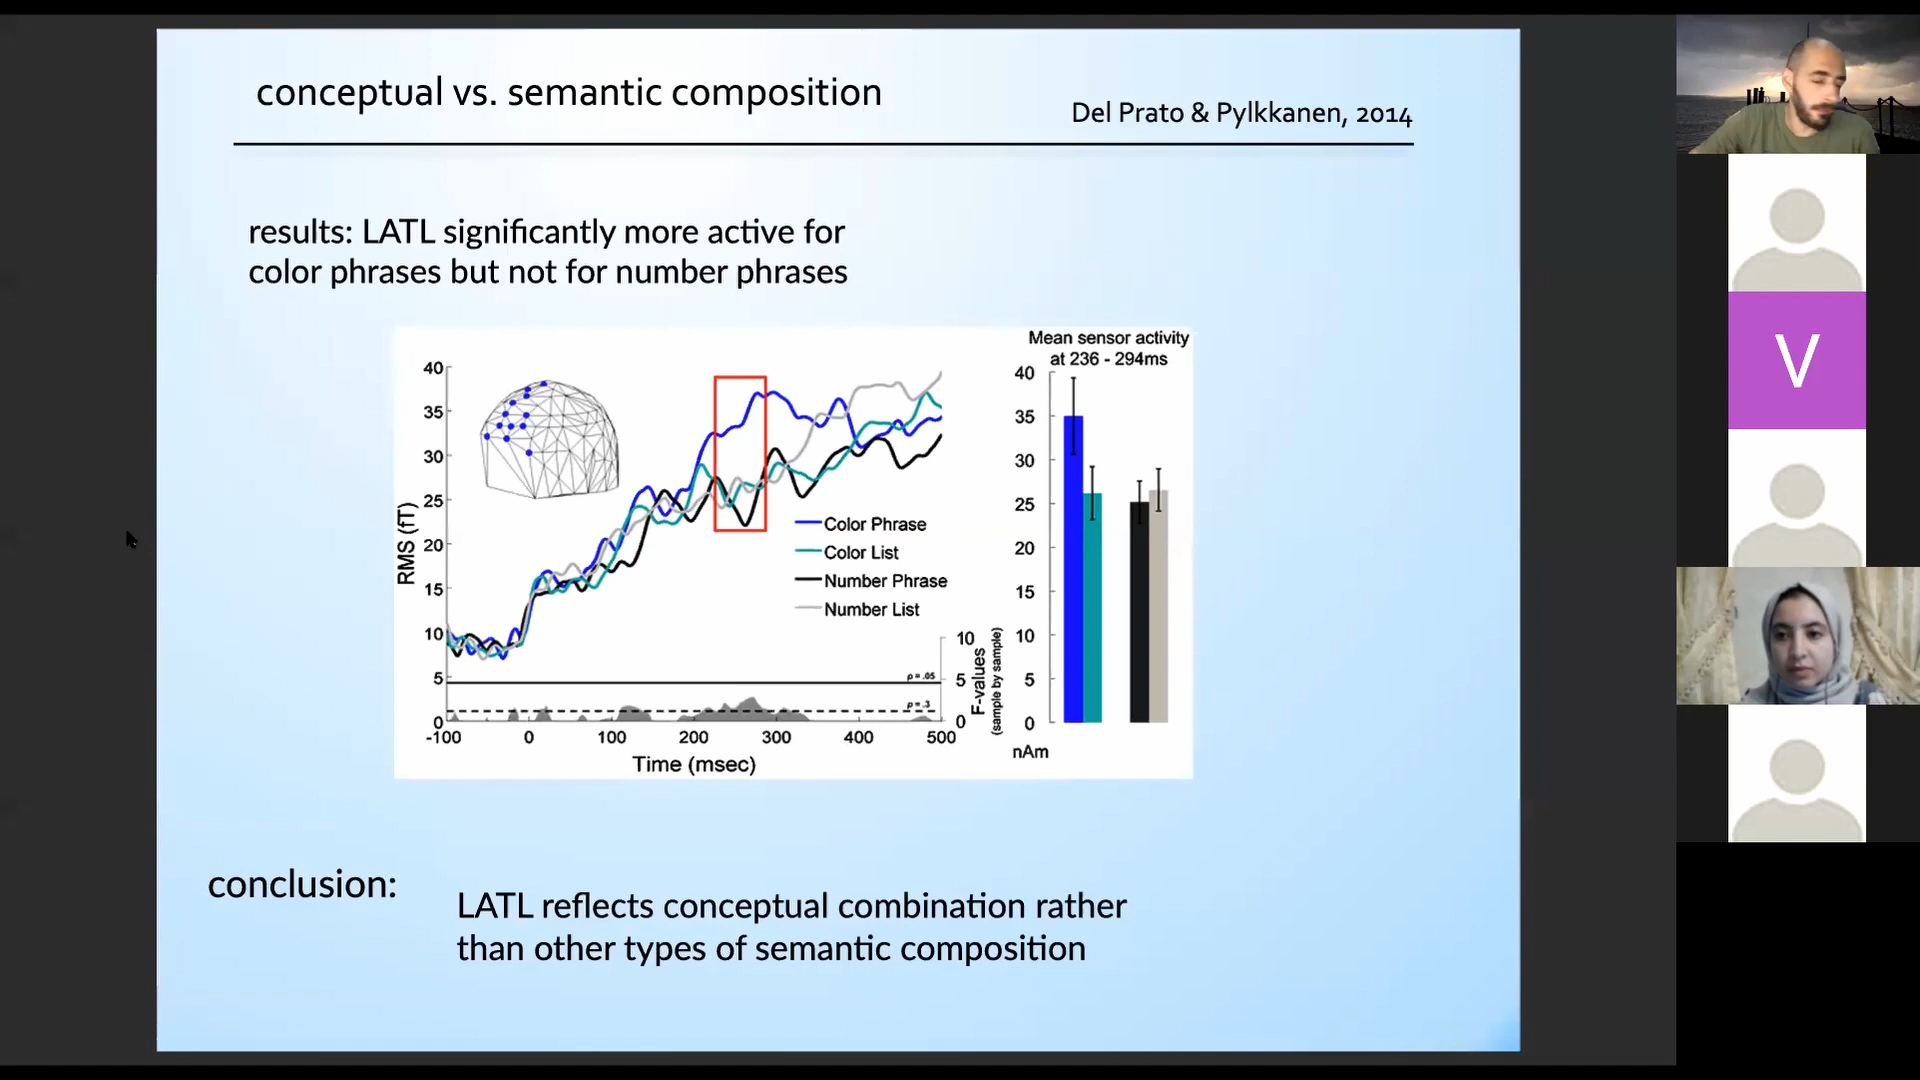 conceptual vs. semantic composition
Del Prato & Pylkkanen, 2014
results: LATL significantly more active for
color phrases but not for number phrases
Mean sensor activity
at 236 - 294ms
40
35
30
25
20
15
10
5
0
RMS (fT)
Color Phrase
Color List
Number Phrase
Number List
10
5
0
F-values
(sample by sample)
p = .05
p = .3
-100
0
100
200
300
400
500
Time (msec)
40
35
30
25
20
15
10
5
0
nAm
conclusion:
LATL reflects conceptual combination rather
than other types of semantic composition
V